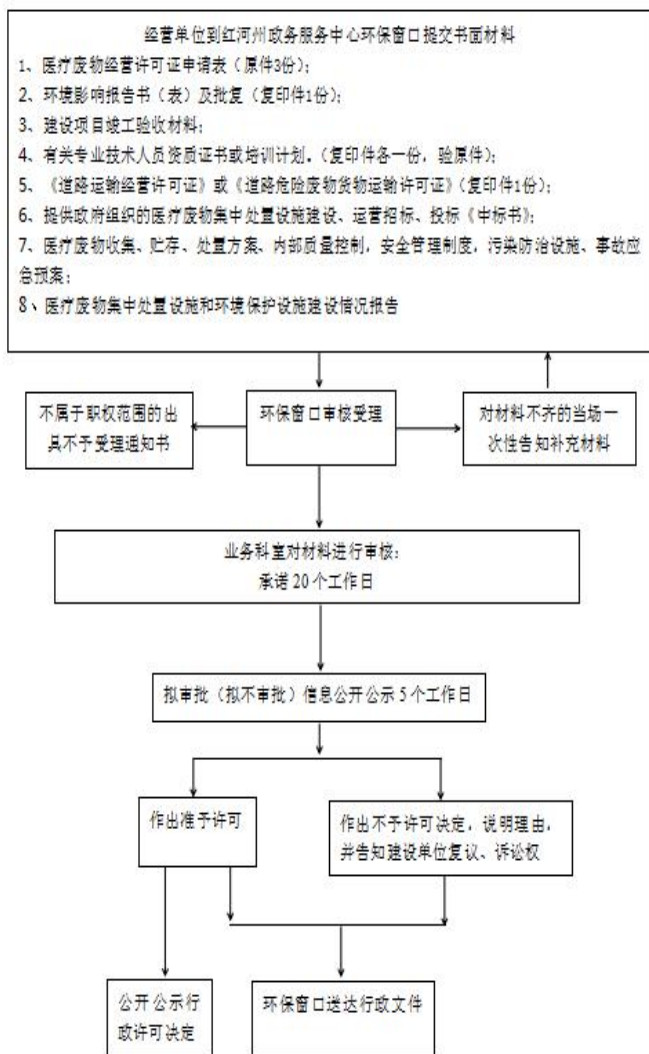 经营单位到红河州政务服务中心环保窗口提交书面材料
1、医疗废物经营许可证申请表（原件3份）；
2、环境影响报告书（表）及批复（复印件1份）；
3、建设项目竣工验收材料；
4、有关专业技术人员资质证书或培训计划。（复印件各一份，验原件）；
5、《道路运输经营许可证》或《道路危险废物货物运输许可证》（复印件1份）；
6、提供政府组织的医疗废物集中处置设施建设、运营招标、投标《中标书》；
7、医疗废物收集、贮存、处置方案、内部质量控制，安全管理制度，污染防治设施、事故应
急预案；
8、医疗废物集中处置设施和环境保护设施建设情况报告
不属于职权范围的出
具不予受理通知书
环保窗口审核受理
对材料不齐的当场一
次性告知补充材料
业务科室对材料进行审核：
承诺 20 个工作日
拟审批（拟不审批）信息公开公示 5 个工作日
作出准予许可
作出不予许可决定，说明理由，
并告知建设单位复议、诉讼权
公开公示行
政许可决定
环保窗口送达行政文件